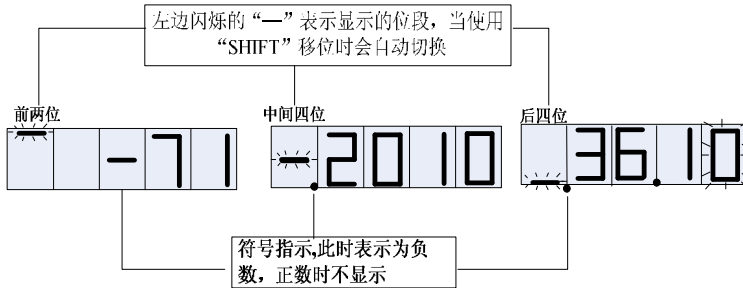 左边闪烁的“—”表示显示的位段，当使用
“SHIFT”移位时会自动切换
前两位
中间四位
后四位
-71
-2010
36.10
符号指示,此时表示为负
数，正数时不显示